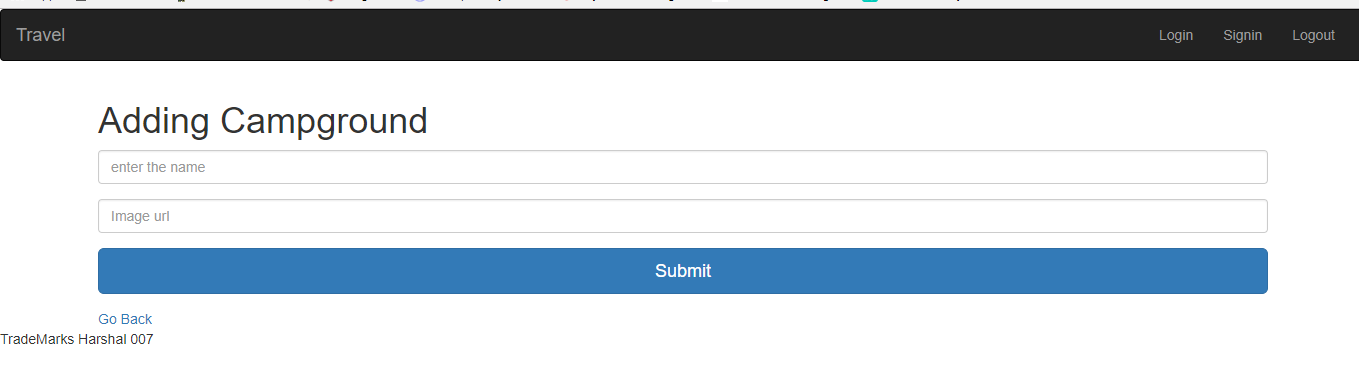 Travel Login Signin Logout
Adding Campground
enter the name
Image url
Submit
Go Back
TradeMarks Harshal 007